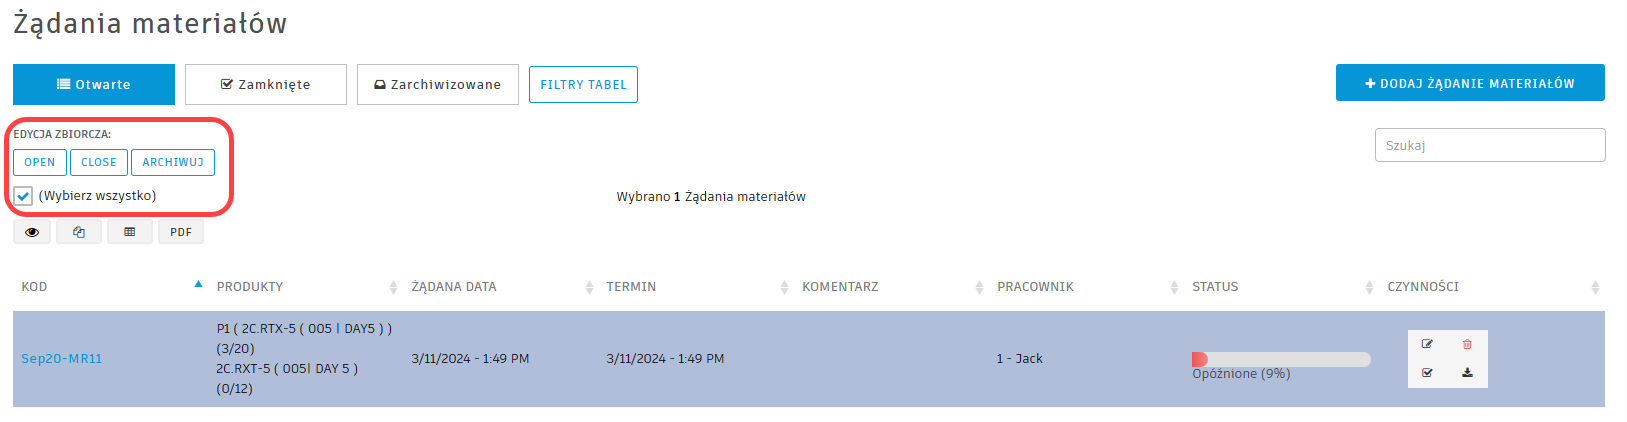 Żądania materiałów
Otwarte
Zamknięte
Zarchiwizowane
FILTRY TABEL
+ DODAJ ŻĄDANIE MATERIAŁÓW
EDYCJA ZBIORCZA:
OPEN
CLOSE
ARCHIWUJ
Szukaj
(Wybierz wszystko)
Wybrano 1 Żądania materiałów
PDF
KOD
PRODUKTY
ŻĄDANA DATA
TERMIN
KOMENTARZ
PRACOWNIK
STATUS
CZYNNOŚCI
Sep20-MR11
P1 ( 2C.RTX-5 ( 005 | DAY5 ) )
(3/20)
2C.RXT-5 ( 005| DAY 5 )
(0/12)
3/11/2024 - 1:49 PM
3/11/2024 - 1:49 PM
1 - Jack
Opóźnione (9%)